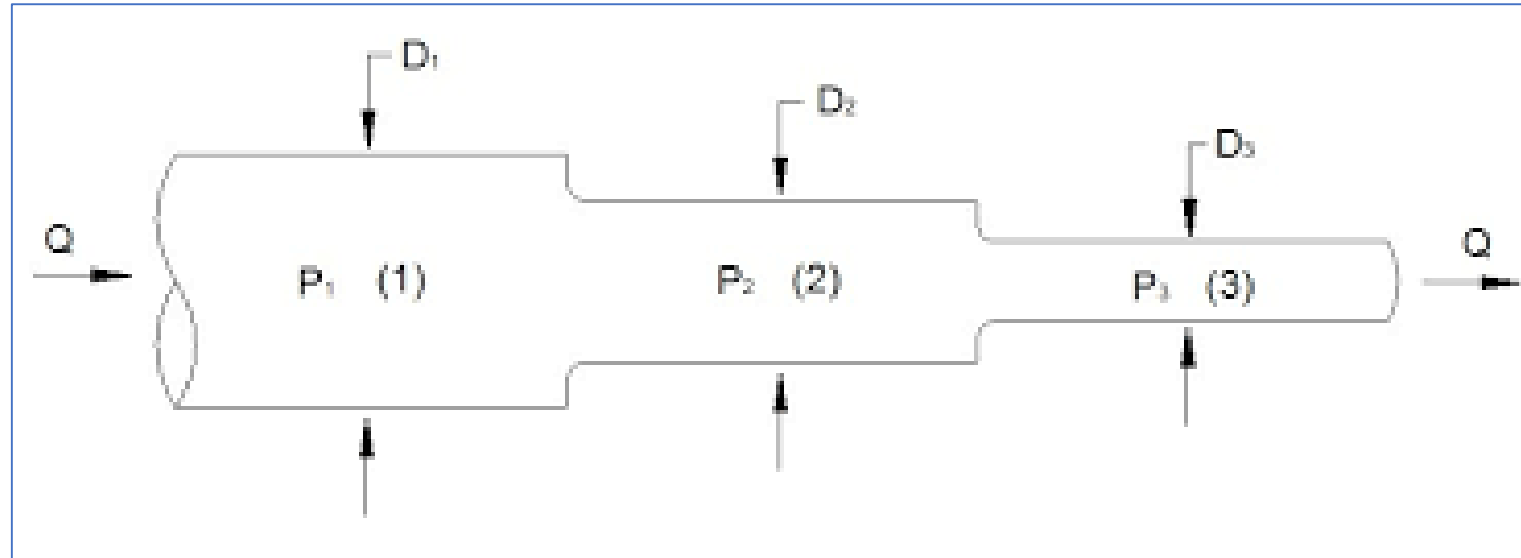 D₁
D₂
D₃
Q
P₁ (1)
P₂ (2)
P₃ (3)
Q